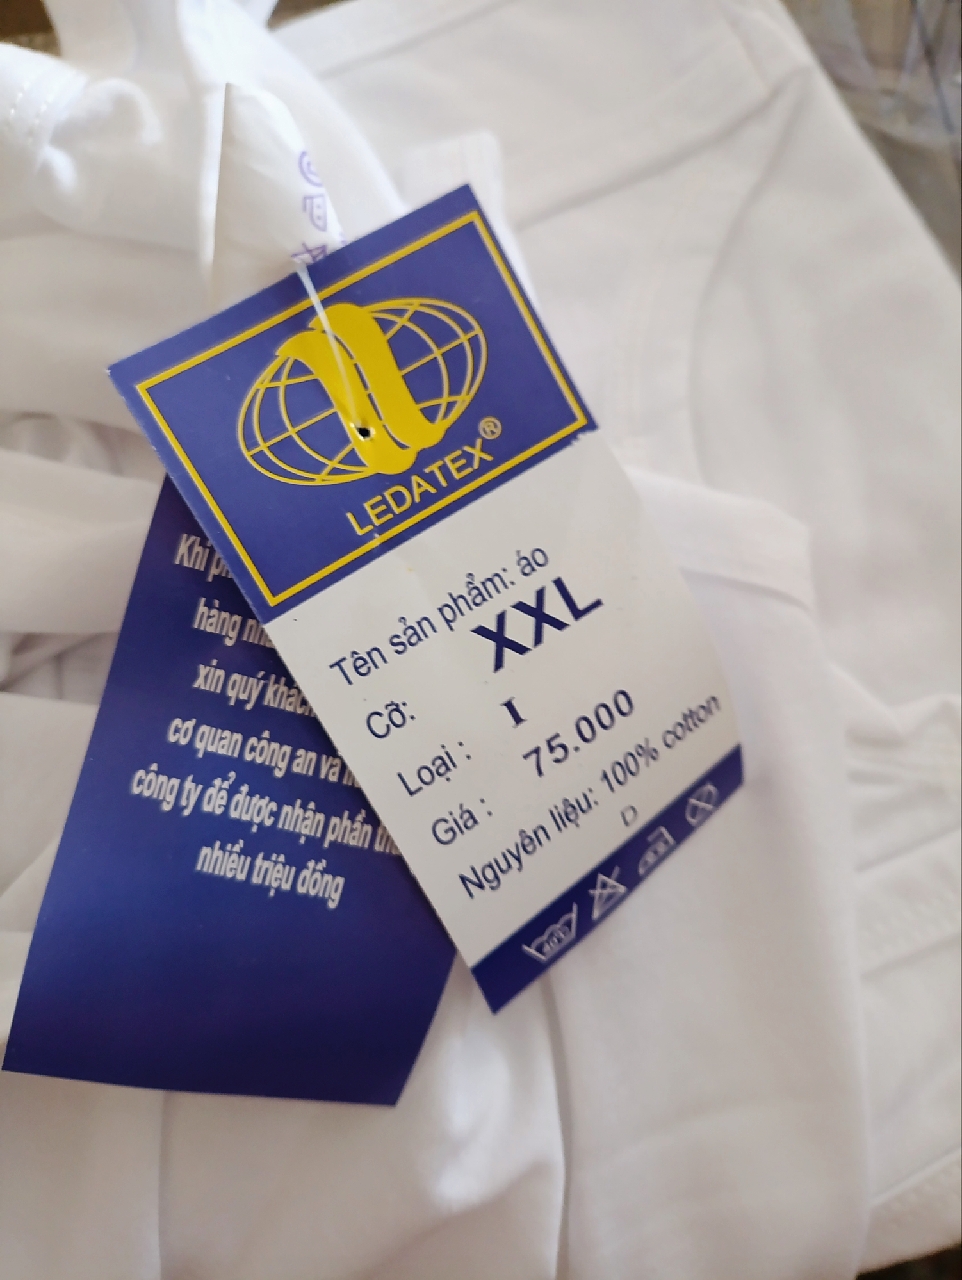 LEDATEX®
Tên sản phẩm: áo
Cỡ: XXL
Loại : I
Giá : 75.000
Nguyên liệu: 100% cotton
D
40°C
Khi
hàng
xin quý khách
cơ quan công an và
công ty để được nhận phần
nhiều triệu đồng